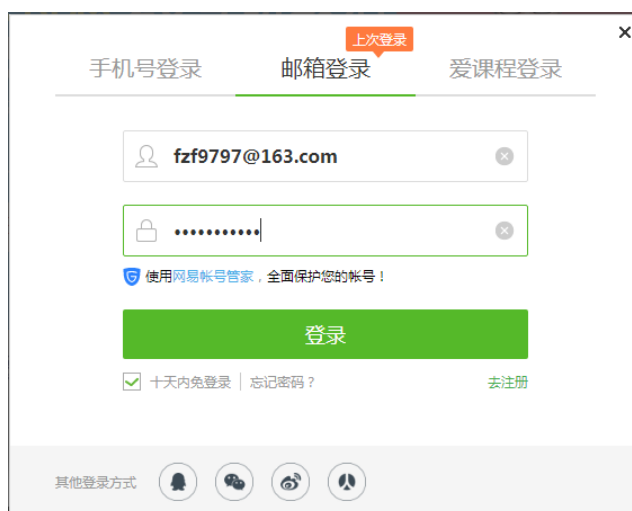 上次登录
手机号登录 邮箱登录 爱课程登录
fzf9797@163.com
•••••••••••
使用网易帐号管家，全面保护您的帐号！
登录
十天内免登录 忘记密码？ 去注册
其他登录方式